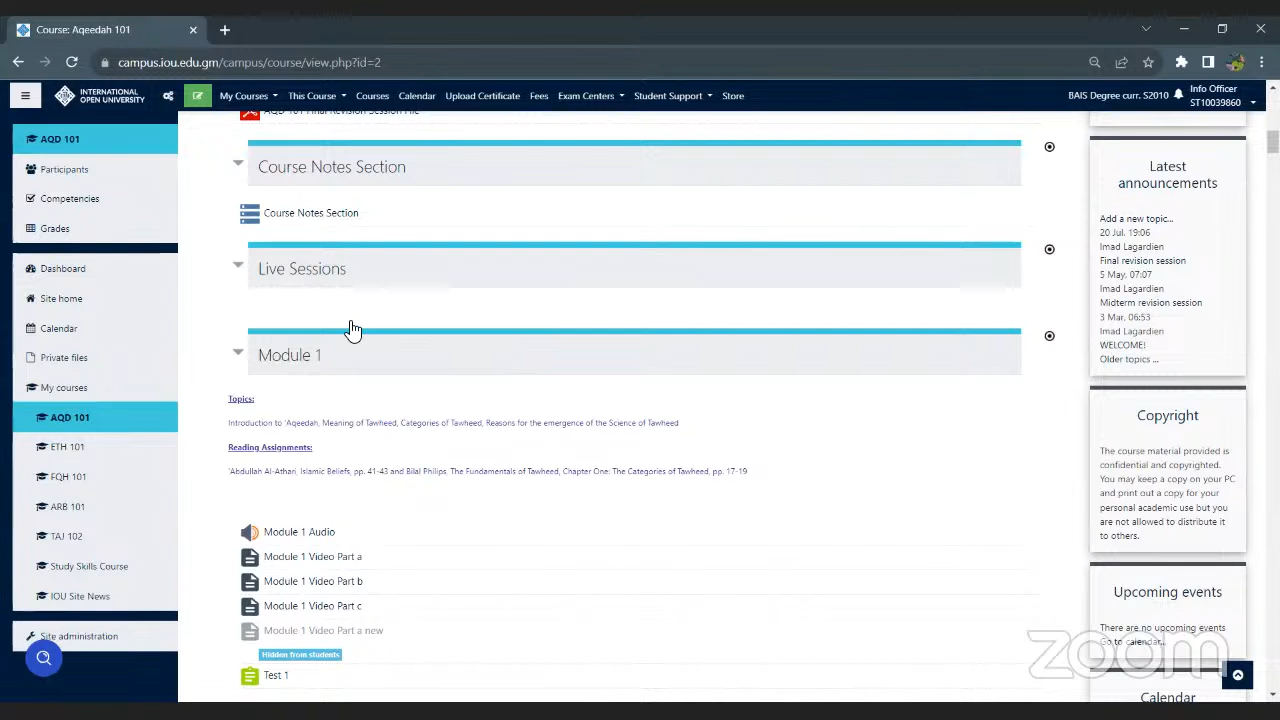 Course: Aqeedah 101
campus.iou.edu.gm/campus/course/view.php?id=2
INTERNATIONAL
OPEN UNIVERSITY
My Courses
This Course
Courses
Calendar
Upload Certificate
Fees
Exam Centers
Student Support
Store
BAIS Degree curr. S2010
Info Officer
ST10039860
AQD 101
Participants
Competencies
Grades
Dashboard
Site home
Calendar
Private files
My courses
AQD 101
ETH 101
FQH 101
ARB 101
TAJ 102
Study Skills Course
IOU Site News
Site administration
AQD 101 Final Revision Session File
Course Notes Section
Course Notes Section
Live Sessions
Module 1
Topics:
Introduction to 'Aqeedah, Meaning of Tawheed, Categories of Tawheed, Reasons for the emergence of the Science of Tawheed
Reading Assignments:
'Abdullah Al-Athari, Islamic Beliefs, pp. 41-43 and Bilal Philips, The Fundamentals of Tawheed, Chapter One: The Categories of Tawheed, pp. 17-19
Module 1 Audio
Module 1 Video Part a
Module 1 Video Part b
Module 1 Video Part c
Module 1 Video Part a new
Hidden from students
Test 1
Latest
announcements
Add a new topic...
20 Jul, 19:06
Imad Lagardien
Final revision session
5 May, 07:07
Imad Lagardien
Midterm revision session
3 Mar, 06:53
Imad Lagardien
WELCOME!
Older topics ...
Copyright
The course material provided is
confidential and copyrighted.
You may keep a copy on your PC
and print out a copy for your
personal academic use but you
are not allowed to distribute it
to others.
Upcoming events
There are no upcoming events
Go to calendar...
Calendar
zoom